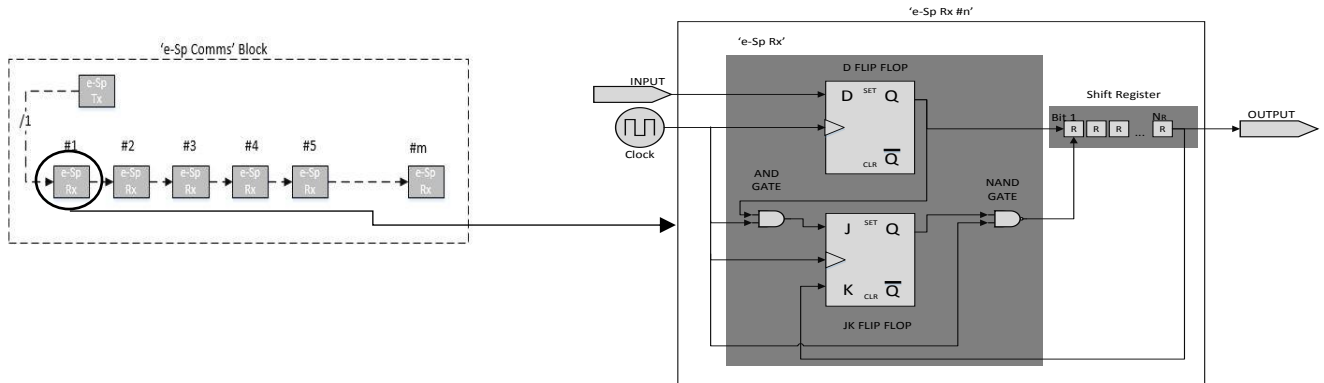 'e-Sp Comms' Block
e-Sp
Tx
/1
#1
#2
#3
#4
#5
#m
e-Sp
Rx
e-Sp
Rx
e-Sp
Rx
e-Sp
Rx
e-Sp
Rx
e-Sp
Rx
'e-Sp Rx #n'
'e-Sp Rx'
INPUT
Clock
D FLIP FLOP
D
SET
Q
CLR
Q
AND
GATE
NAND
GATE
J
SET
Q
K
CLR
Q
JK FLIP FLOP
Shift Register
Bit 1
NR
R
R
R
...
R
OUTPUT